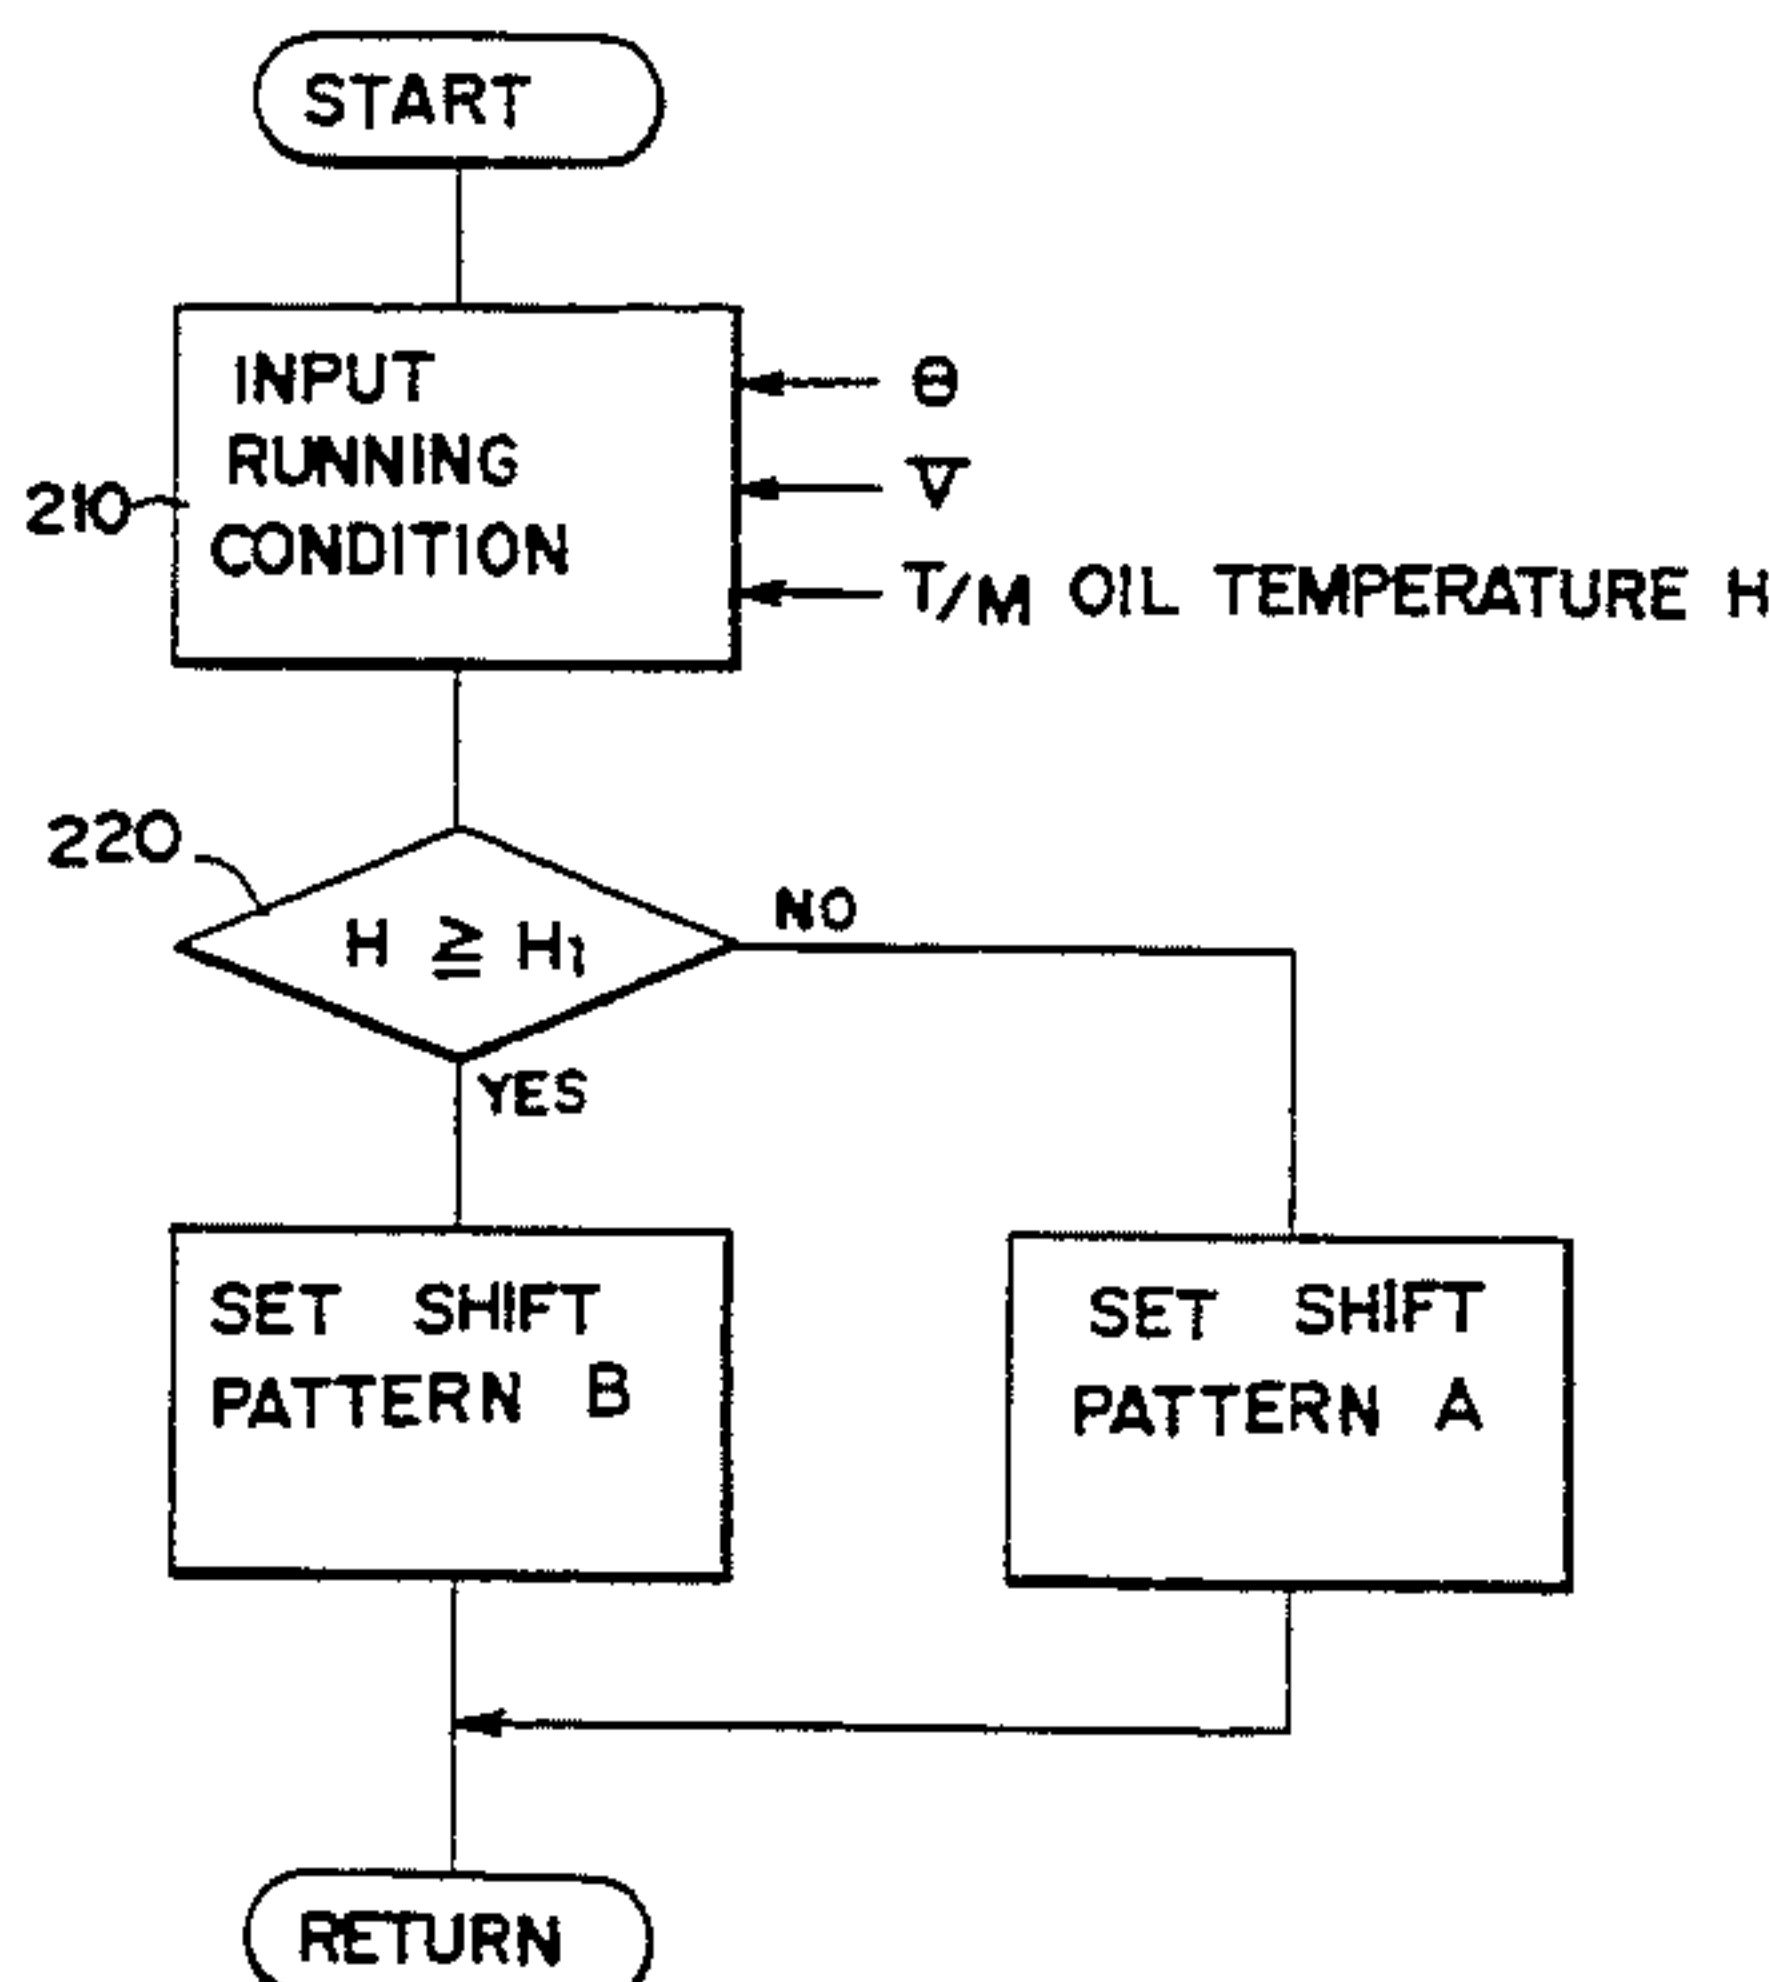 START
INPUT
RUNNING
CONDITION
Θ
V
T/M OIL TEMPERATURE H
210
220
H ≧ H₁
NO
YES
SET SHIFT
PATTERN B
SET SHIFT
PATTERN A
RETURN